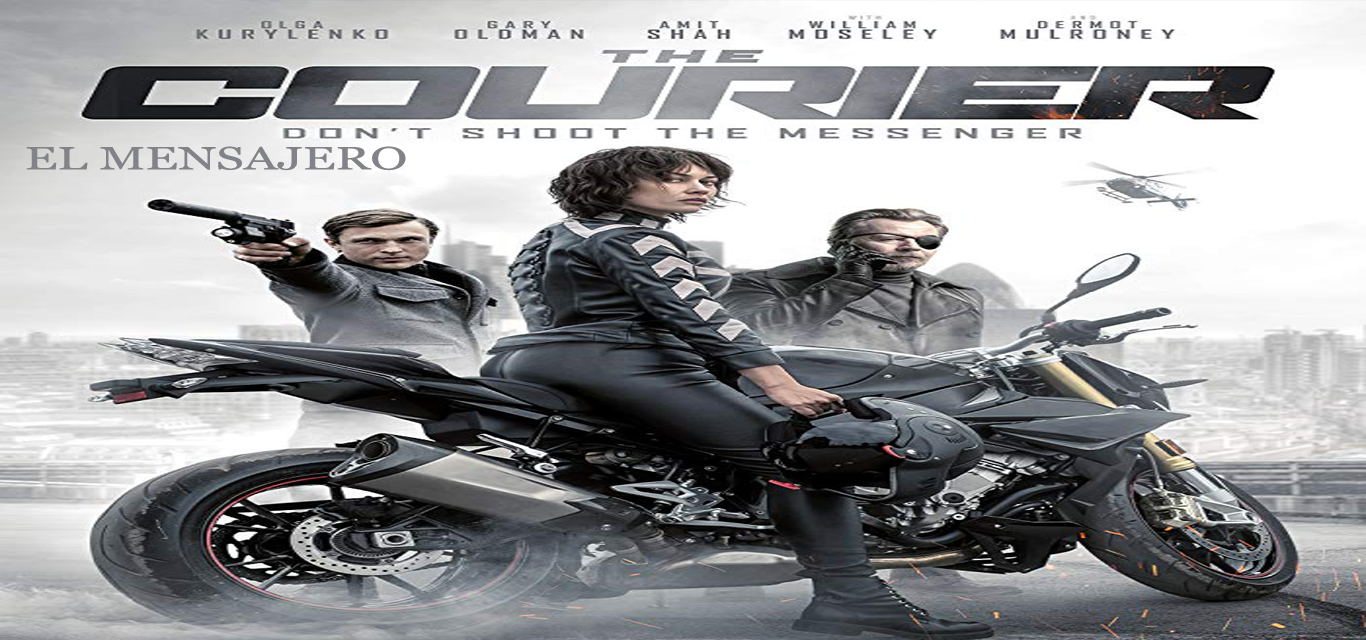 OLGA GARY AMIT WITH WILLIAM DERMOT
KURYLENKO OLDMAN SHAH MOSELEY MULRONEY
THE
COURIER
DON'T SHOOT THE MESSENGER
EL MENSAJERO